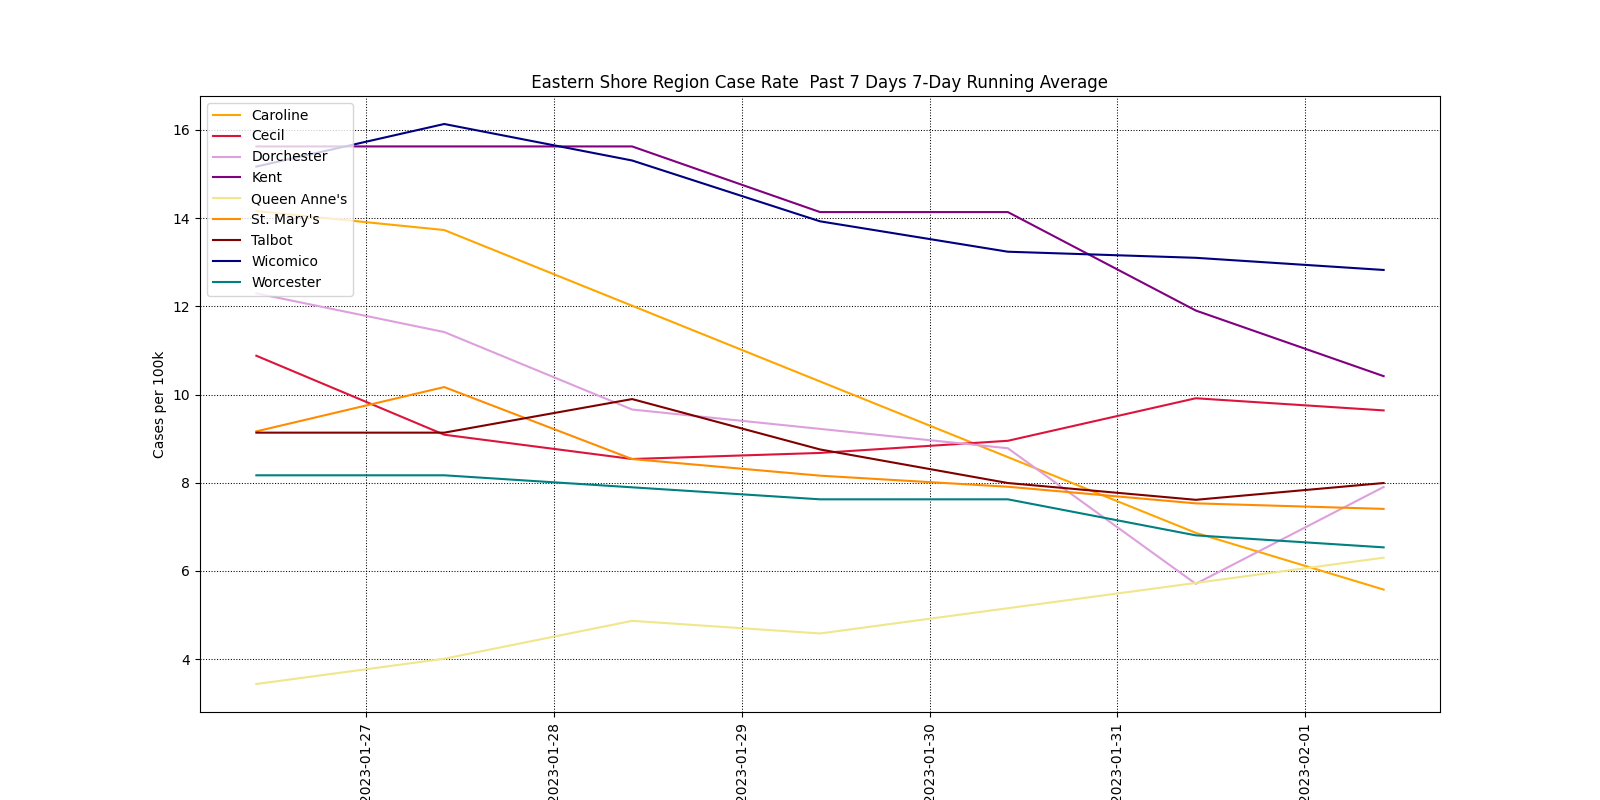 Eastern Shore Region Case Rate  Past 7 Days 7-Day Running Average
Caroline
Cecil
Dorchester
Kent
Queen Anne's
St. Mary's
Talbot
Wicomico
Worcester
16
14
12
10
8
6
4
Cases per 100k
2023-01-27
2023-01-28
2023-01-29
2023-01-30
2023-01-31
2023-02-01